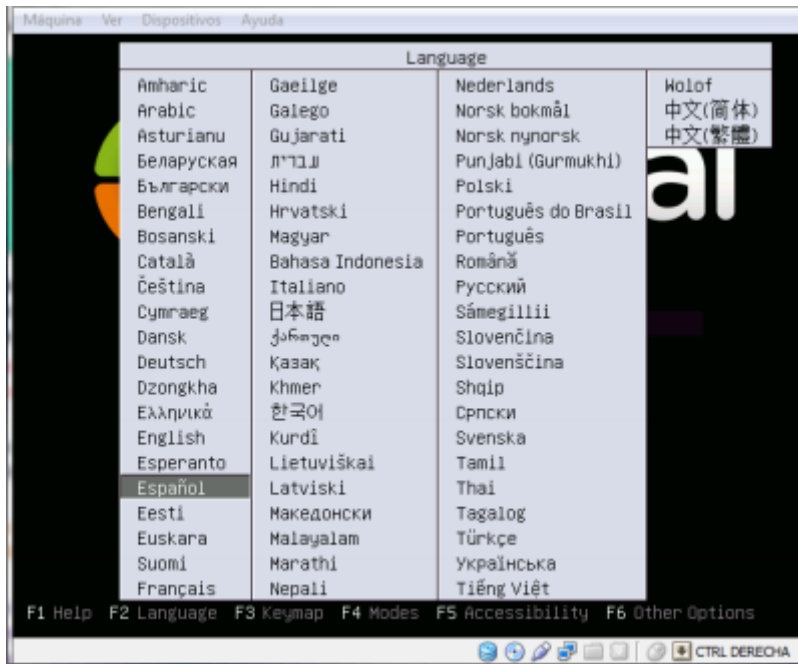 Máquina Ver Dispositivos Ayuda
Language
Amharic
Arabic
Asturianu
Беларуская
Български
Bengali
Bosanski
Català
Čeština
Cymraeg
Dansk
Deutsch
Dzongkha
Ελληνικά
English
Esperanto
Español
Eesti
Euskara
Suomi
Français
Gaeilge
Galego
Gujarati
עברית
Hindi
Hrvatski
Magyar
Bahasa Indonesia
Italiano
日本語
ქართული
Қазақ
Khmer
한국어
Kurdî
Lietuviškai
Latviski
Македонски
Malayalam
Marathi
Nepali
Nederlands
Norsk bokmål
Norsk nynorsk
Punjabi (Gurmukhi)
Polski
Português do Brasil
Português
Română
Русский
Sámegillii
Slovenčina
Slovenščina
Shqip
Српски
Svenska
Tamil
Thai
Tagalog
Türkçe
Українська
Tiếng Việt
Wolof
中文(简体)
中文(繁體)
F1 Help F2 Language F3 Keymap F4 Modes F5 Accessibility F6 Other Options
CTRL DERECHA